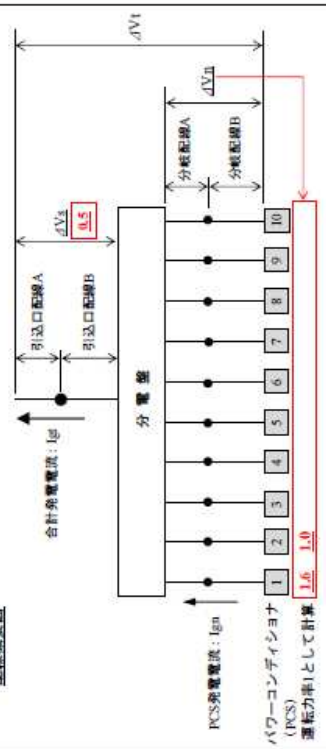 ΔVt
ΔVs
0.5
引込口配線A
引込口配線B
合計発電電流：Igt
分電盤
ΔVn
分岐配線A
分岐配線B
PCS発電電流：Ign
1 2 3 4 5 6 7 8 9 10
パワーコンディショナ
(PCS)
1.6 1.0
運転力率1として計算